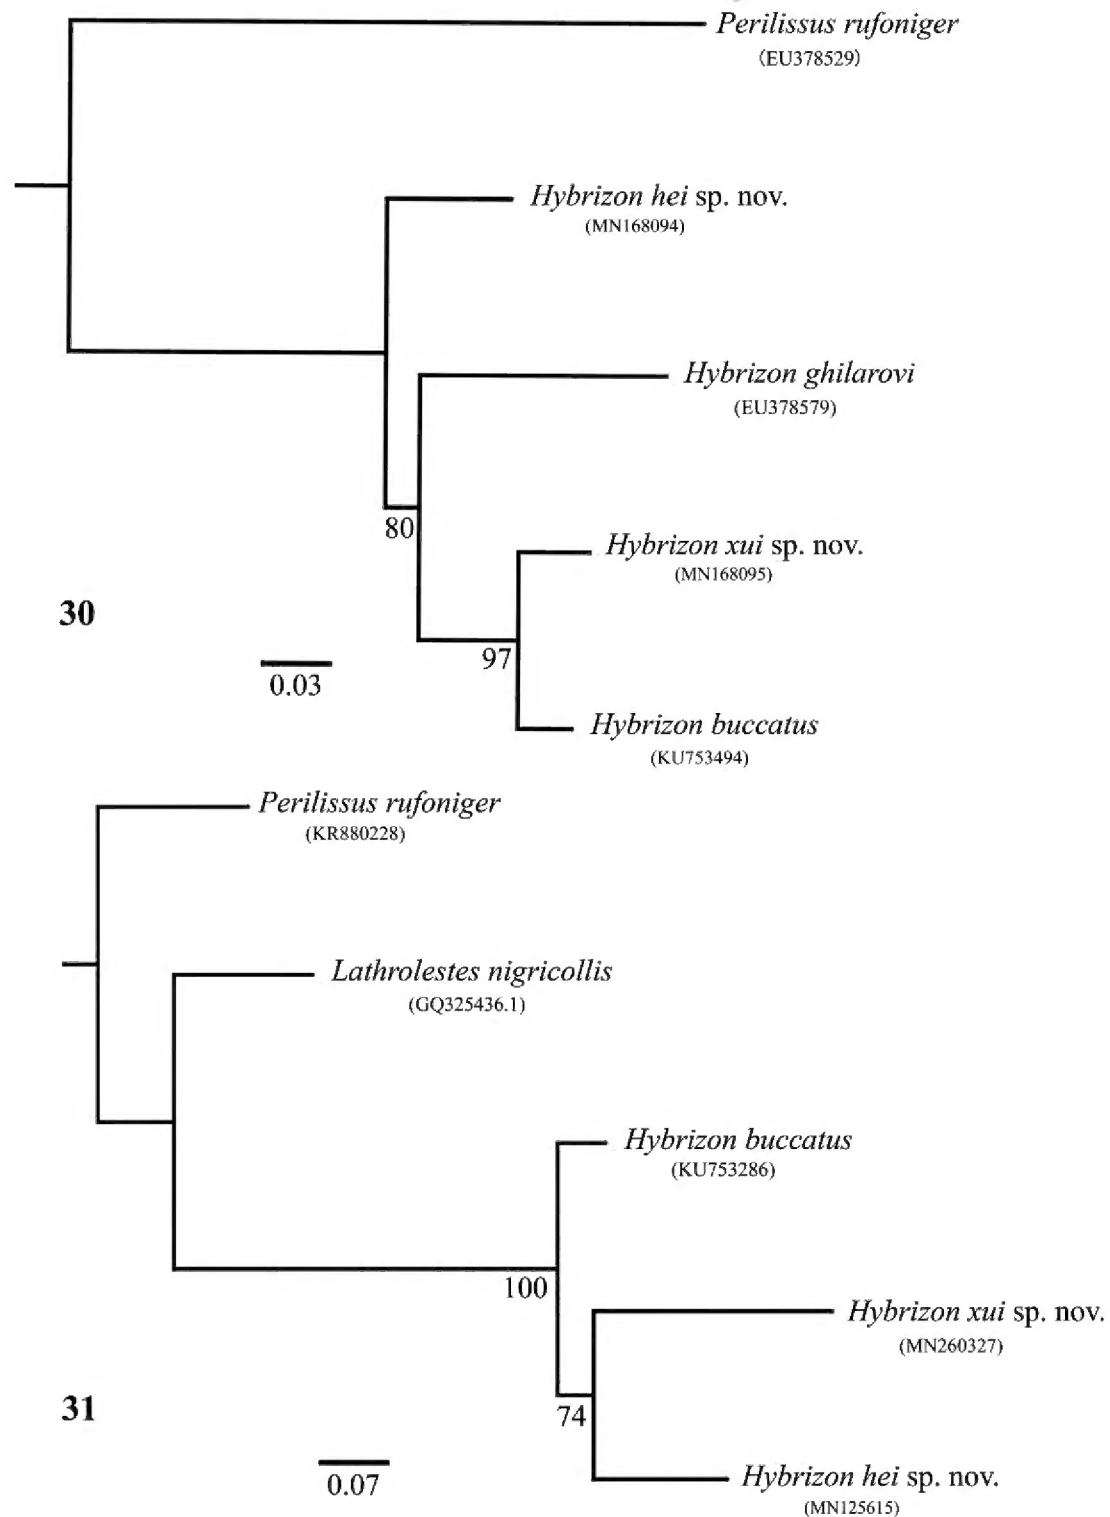 Perilissus rufoniger
(EU378529)
Hybrizon hei sp. nov.
(MN168094)
Hybrizon ghilarovi
(EU378579)
80
Hybrizon xui sp. nov.
(MN168095)
30
97
0.03
Hybrizon buccatus
(KU753494)
Perilissus rufoniger
(KR880228)
Lathrolestes nigricollis
(GQ325436.1)
Hybrizon buccatus
(KU753286)
100
Hybrizon xui sp. nov.
(MN260327)
31
74
0.07
Hybrizon hei sp. nov.
(MN125615)